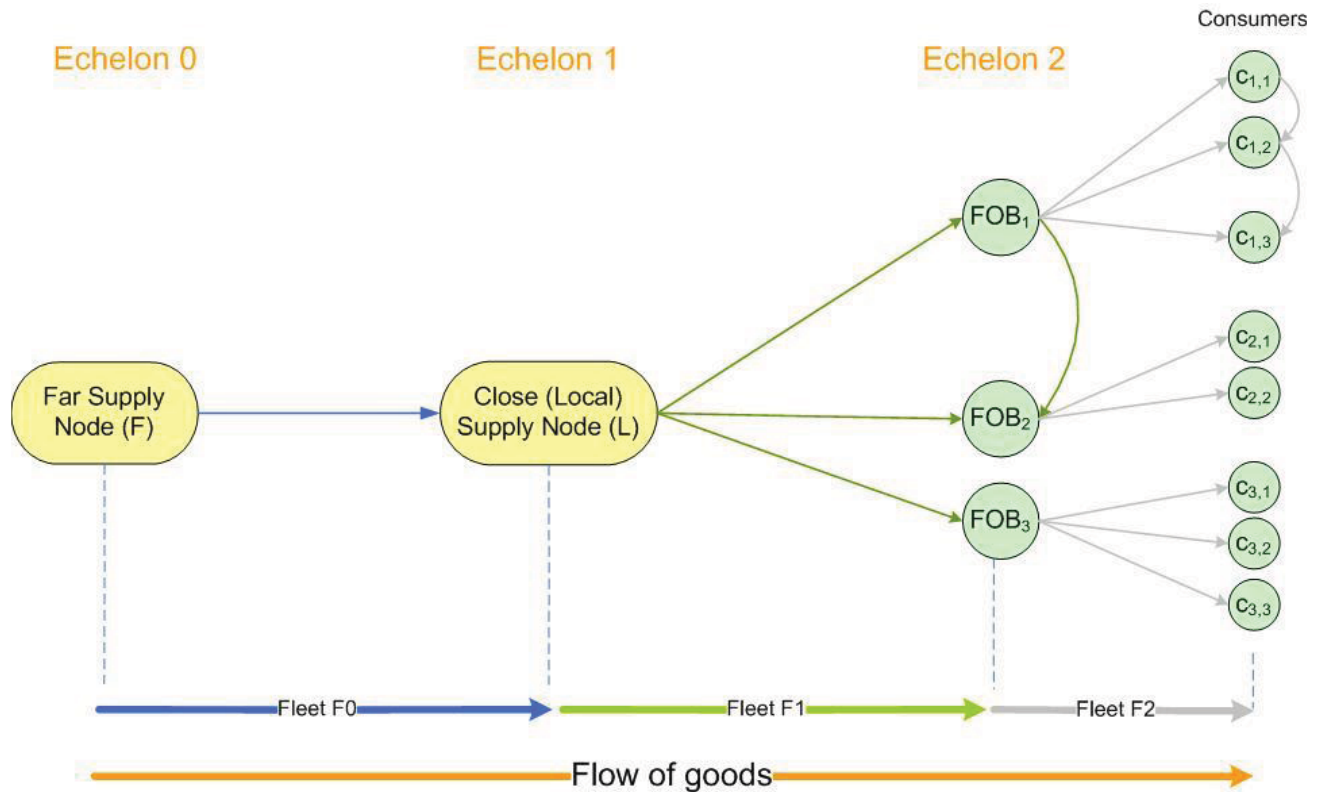 Consumers
Echelon 0
Echelon 1
Echelon 2
c1,1
c1,2
FOB1
c1,3
c2,1
Far Supply
Node (F)
Close (Local)
Supply Node (L)
FOB2
c2,2
c3,1
FOB3
c3,2
c3,3
Fleet F0
Fleet F1
Fleet F2
Flow of goods